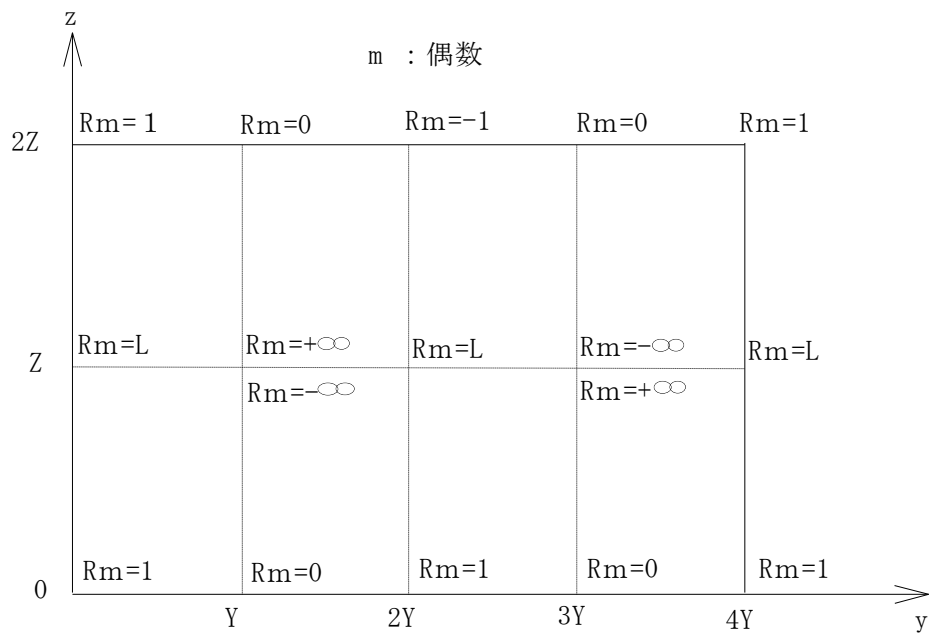 z
m : 偶数
Rm=１ Rm=0 Rm=-1 Rm=0 Rm=1
2Z
Rm=L Rm=+∞ Rm=L Rm=-∞ Rm=L
Z
Rm=-∞ Rm=+∞
Rm=1 Rm=0 Rm=1 Rm=0 Rm=1
0
Y 2Y 3Y 4Y y